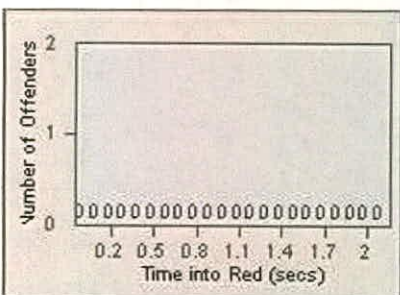 Number of Offenders
2
1
0
0000000000000000000000
0.2 0.5 0.8 1.1 1.4 1.7 2
Time into Red (secs)